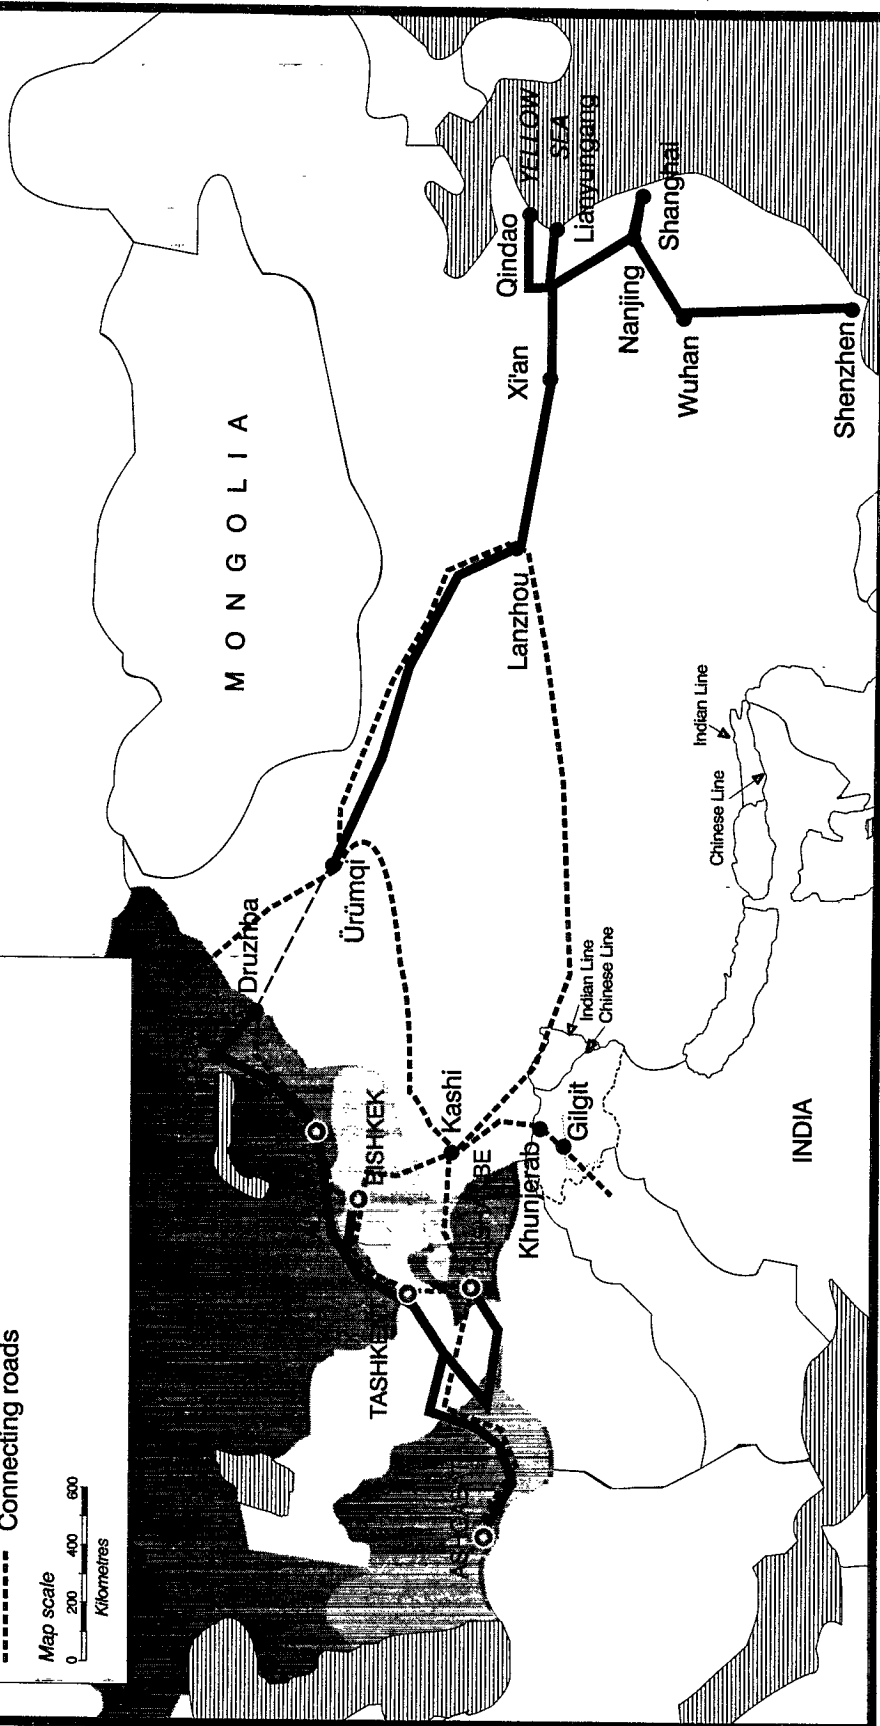 Connecting roads
Map scale
0 200 400 600
Kilometres
MONGOLIA
YELLOW
SEA
Qindao
Lianyungang
Shanghai
Nanjing
Wuhan
Shenzhen
Xi'an
Lanzhou
Ürümqi
Druzhba
BISHKEK
Kashi
Khunjerab
Gilgit
Indian Line
Chinese Line
Indian Line
Chinese Line
INDIA